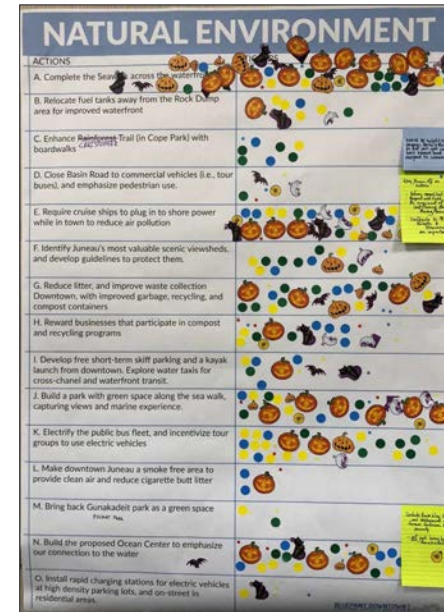 NATURAL ENVIRONMENT
ACTIONS
A. Complete the Seawalk across the waterfront
B. Relocate fuel tanks away from the Rock Dump
area for improved waterfront
C. Enhance Rainforest Trail (in Cope Park) with
boardwalks
D. Close Basin Road to commercial vehicles (i.e., tour
buses), and emphasize pedestrian use.
E. Require cruise ships to plug in to shore power
while in town to reduce air pollution
F. Identify Juneau's most valuable scenic viewsheds,
and develop guidelines to protect them.
G. Reduce litter, and improve waste collection
Downtown, with improved garbage, recycling, and
compost containers
H. Reward businesses that participate in compost
and recycling programs
I. Develop free short-term skiff parking and a kayak
launch from downtown. Explore water taxis for
cross-chanel and waterfront transit.
J. Build a park with green space along the sea walk,
capturing views and marine experience.
K. Electrify the public bus fleet, and incentivize tour
groups to use electric vehicles
L. Make downtown Juneau a smoke free area to
provide clean air and reduce cigarette butt litter
M. Bring back Gunakadeit park as a green space
N. Build the proposed Ocean Center to emphasize
our connection to the water
O. Install rapid charging stations for electric vehicles
at high density parking lots, and on-street in
residential areas.